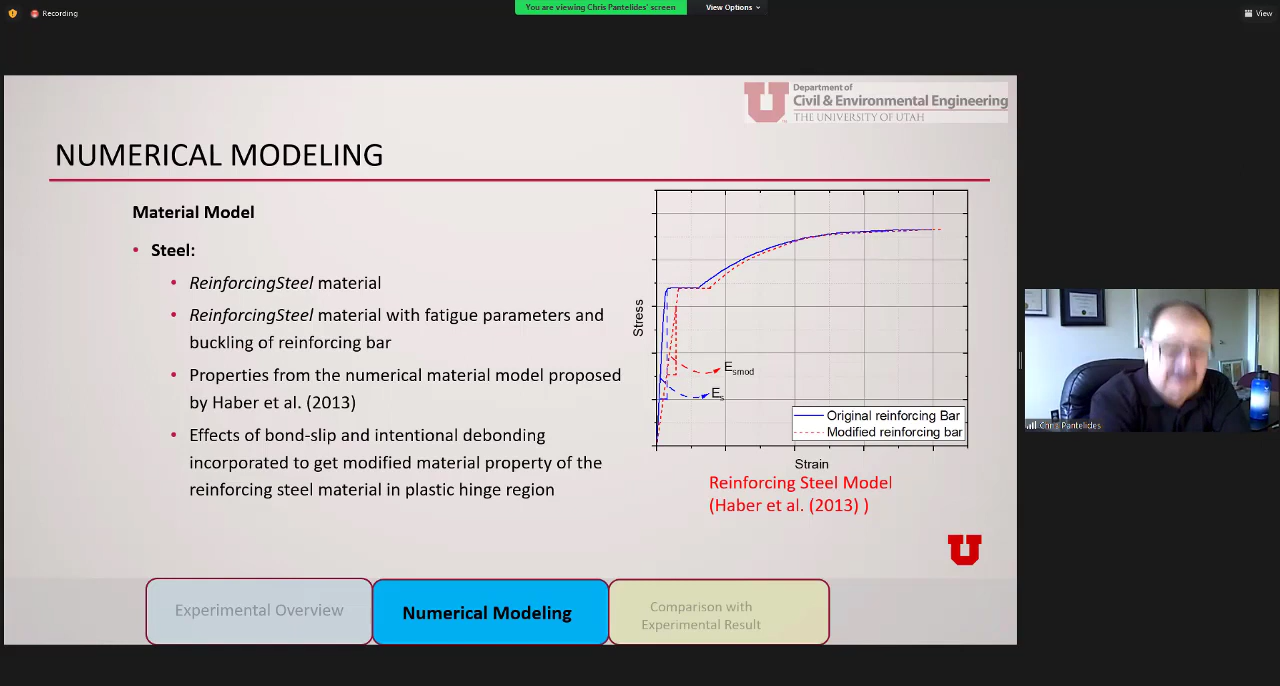 Recording
You are viewing Chris Pantelides' screen
View Options
View
Department of
Civil & Environmental Engineering
THE UNIVERSITY OF UTAH
NUMERICAL MODELING
Material Model
• Steel:
• ReinforcingSteel material
• ReinforcingSteel material with fatigue parameters and
buckling of reinforcing bar
• Properties from the numerical material model proposed
by Haber et al. (2013)
• Effects of bond-slip and intentional debonding
incorporated to get modified material property of the
reinforcing steel material in plastic hinge region
Stress
Esmod
Es
Original reinforcing Bar
Modified reinforcing bar
Strain
Reinforcing Steel Model
(Haber et al. (2013) )
Chris Pantelides
Experimental Overview
Numerical Modeling
Comparison with
Experimental Result